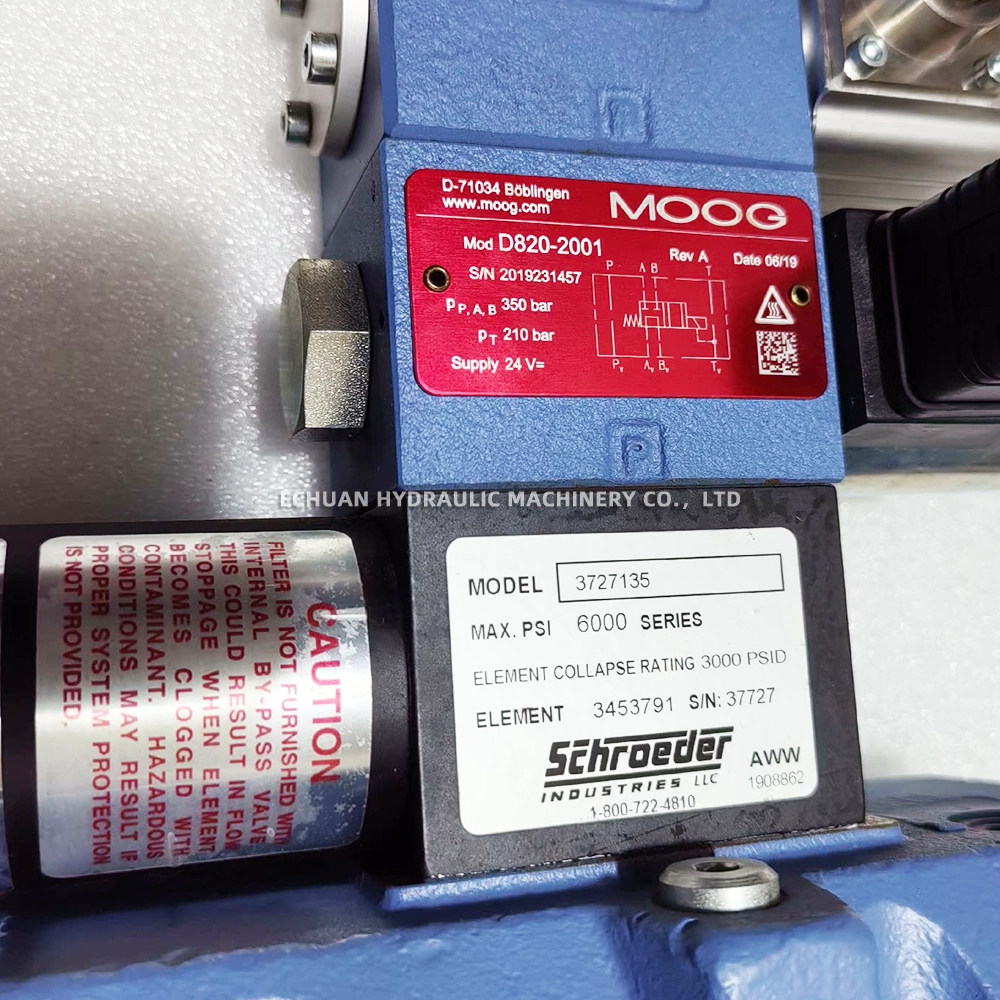 D-71034 Böblingen
www.moog.com
MOOG
Mod D820-2001
Rev A
Date 06/19
S/N 2019231457
pP, A, B 350 bar
pT 210 bar
Supply 24 V=
P A B T
Pv Av Bv Tv
P
ECHUAN HYDRAULIC MACHINERY CO., LTD
MODEL 3727135
MAX. PSI 6000 SERIES
ELEMENT COLLAPSE RATING 3000 PSID
ELEMENT 3453791 S/N: 37727
Schroeder
INDUSTRIES LLC
AWW
1908862
1-800-722-4810
CAUTION
FILTER IS NOT FURNISHED WITH
INTERNAL BY-PASS VALVE
THIS COULD RESULT IN FLOW
STOPPAGE WHEN ELEMENT
BECOMES CLOGGED WITH
CONTAMINANT. HAZARDOUS
CONDITIONS MAY RESULT IF
PROPER SYSTEM PROTECTION
IS NOT PROVIDED.